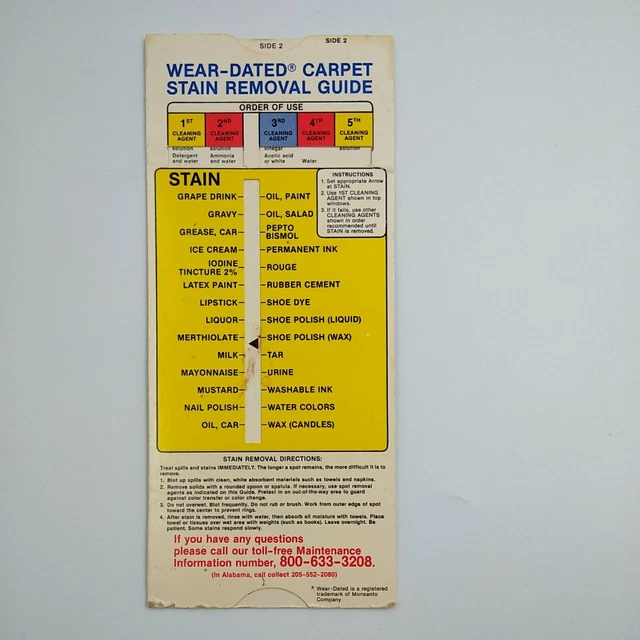 SIDE 2
SIDE 2
WEAR-DATED® CARPET
STAIN REMOVAL GUIDE
ORDER OF USE
1ST CLEANING AGENT
2ND CLEANING AGENT
3RD CLEANING AGENT
4TH CLEANING AGENT
5TH CLEANING AGENT
solution
solution
vinegar
solution
Detergent and water
Ammonia and water
Acetic acid or white
Water
STAIN
INSTRUCTIONS
1. Set appropriate Arrow at STAIN.
2. Use 1ST CLEANING AGENT shown in top windows.
3. If it fails, use other CLEANING AGENTS shown in order recommended until STAIN is removed.
GRAPE DRINK
OIL, PAINT
GRAVY
OIL, SALAD
GREASE, CAR
PEPTO BISMOL
ICE CREAM
PERMANENT INK
IODINE TINCTURE 2%
ROUGE
LATEX PAINT
RUBBER CEMENT
LIPSTICK
SHOE DYE
LIQUOR
SHOE POLISH (LIQUID)
MERTHIOLATE
SHOE POLISH (WAX)
MILK
TAR
MAYONNAISE
URINE
MUSTARD
WASHABLE INK
NAIL POLISH
WATER COLORS
OIL, CAR
WAX (CANDLES)
STAIN REMOVAL DIRECTIONS:
Treat spills and stains IMMEDIATELY. The longer a spot remains, the more difficult it is to
remove.
1. Blot up spills with clean, white absorbent materials such as towels and napkins.
2. Remove solids with a rounded spoon or spatula. If necessary, use spot removal
agents as indicated on this Guide. Pretest in an out-of-the-way area to guard
against color transfer or color change.
3. Do not overwet. Blot frequently. Do not rub or brush. Work from outer edge of spot
toward the center to prevent rings.
4. After stain is removed, rinse with water, then absorb all moisture with towels. Place
towel or tissues over wet area with weights (such as books). Leave overnight. Be
patient. Some stains respond slowly.
If you have any questions
please call our toll-free Maintenance
Information number, 800-633-3208.
(In Alabama, call collect 205-552-2080)
® Wear-Dated is a registered
trademark of Monsanto
Company